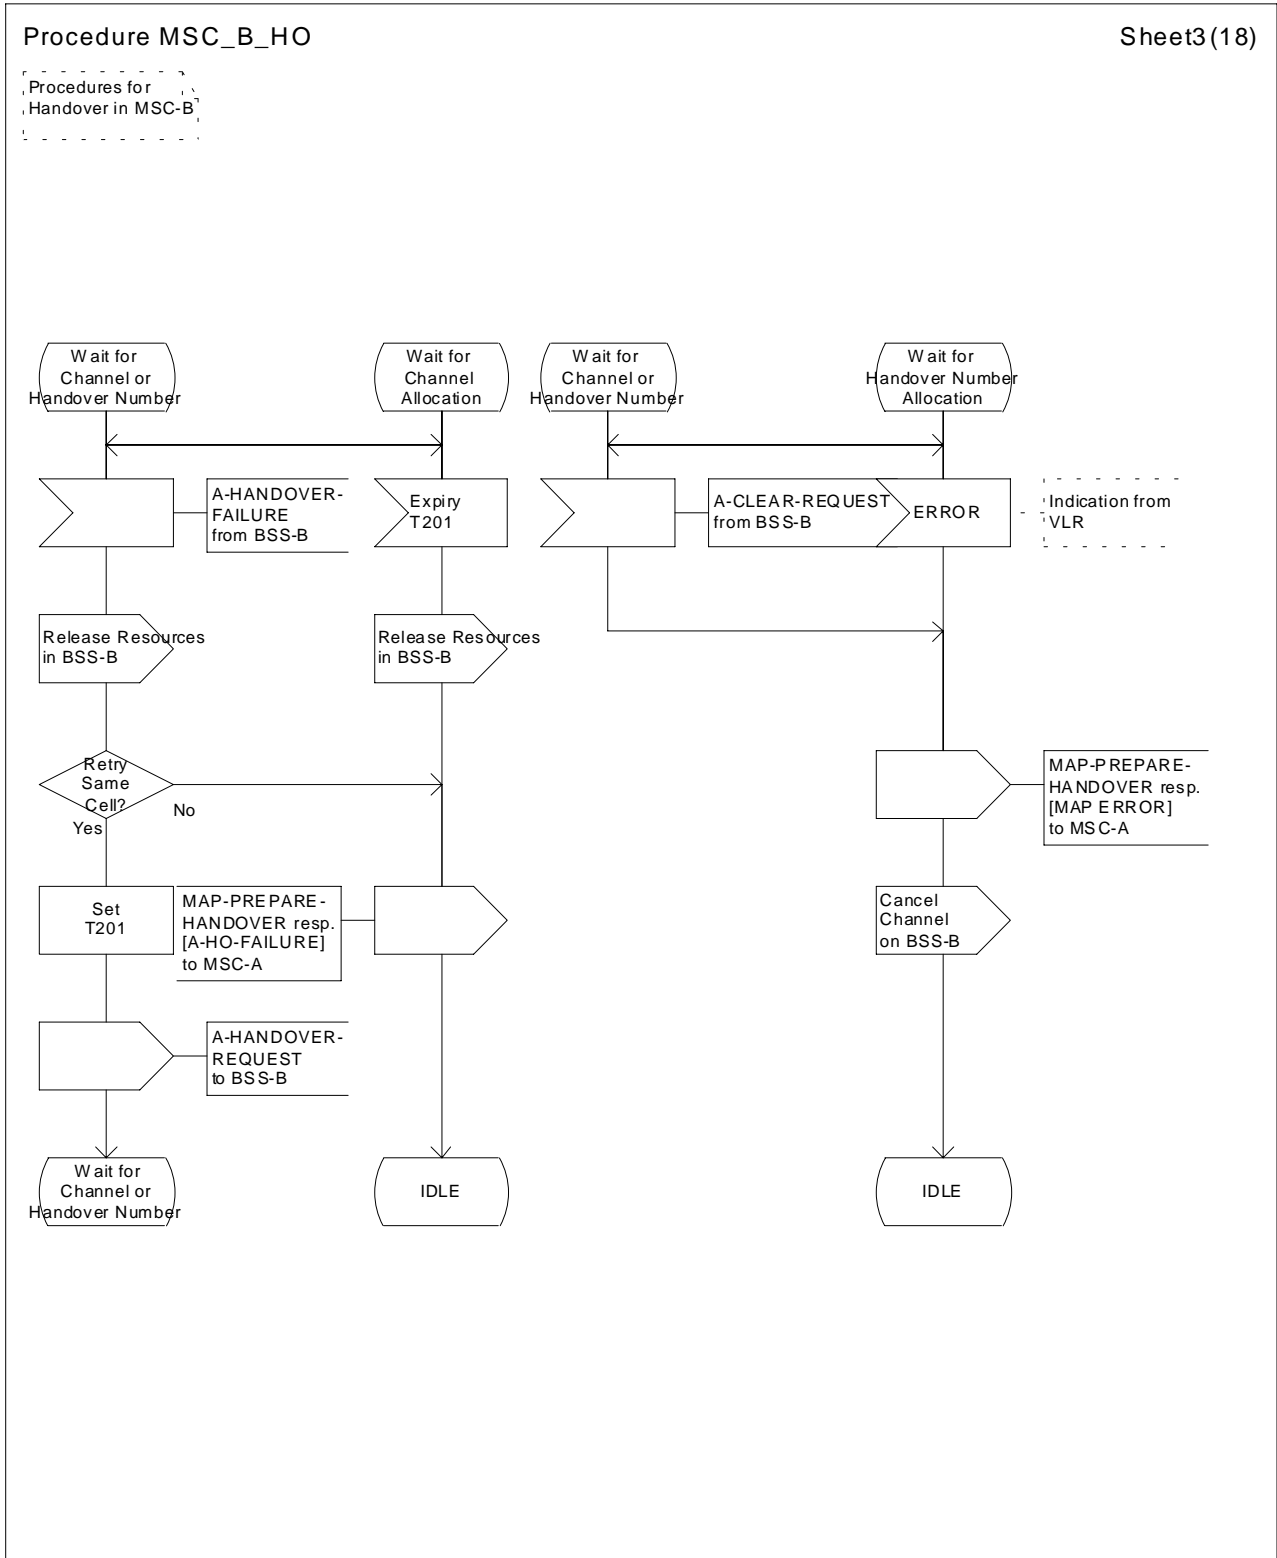 Procedure MSC_B_HO
Sheet3(18)
Procedures for
Handover in MSC-B
Wait for
Channel or
Handover Number
Wait for
Channel
Allocation
Wait for
Channel or
Handover Number
Wait for
Handover Number
Allocation
A-HANDOVER-
FAILURE
from BSS-B
Expiry
T201
A-CLEAR-REQUEST
from BSS-B
ERROR
Indication from
VLR
Release Resources
in BSS-B
Release Resources
in BSS-B
Retry
Same
Cell?
No
Yes
MAP-PREPARE-
HANDOVER resp.
[MAP ERROR]
to MSC-A
Set
T201
MAP-PREPARE-
HANDOVER resp.
[A-HO-FAILURE]
to MSC-A
Cancel
Channel
on BSS-B
A-HANDOVER-
REQUEST
to BSS-B
Wait for
Channel or
Handover Number
IDLE
IDLE